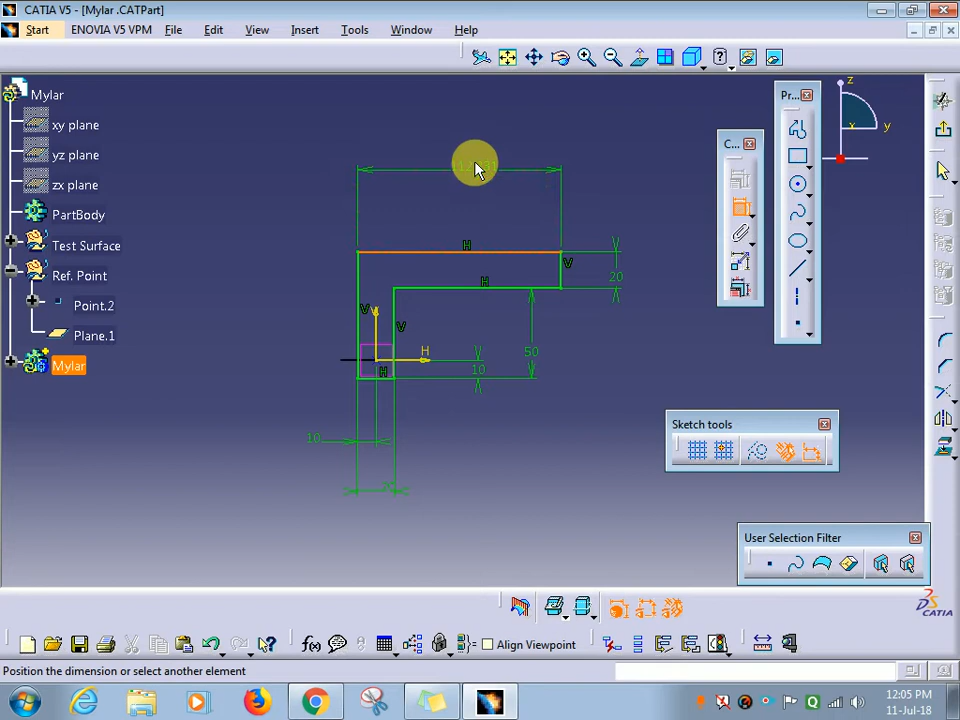 CATIA V5 - [Mylar .CATPart]
Start ENOVIA V5 VPM File Edit View Insert Tools Window Help
Mylar
xy plane
yz plane
zx plane
PartBody
Test Surface
Ref. Point
Point.2
Plane.1
Mylar
H
V
20
H
V
V
H
50
10
H
10
z
y
x
Pr...
C...
Sketch tools
User Selection Filter
CATIA
f(x)
Align Viewpoint
Position the dimension or select another element
12:05 PM
11-Jul-18